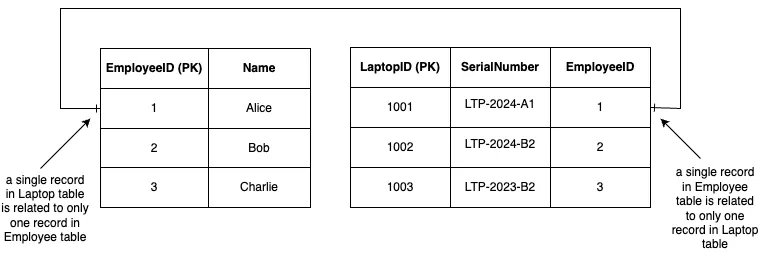 EmployeeID (PK) Name
1 Alice
2 Bob
3 Charlie
LaptopID (PK) SerialNumber EmployeeID
1001 LTP-2024-A1 1
1002 LTP-2024-B2 2
1003 LTP-2023-B2 3
a single record
in Laptop table
is related to only
one record in
Employee table
a single record
in Employee
table is related
to only one
record in Laptop
table